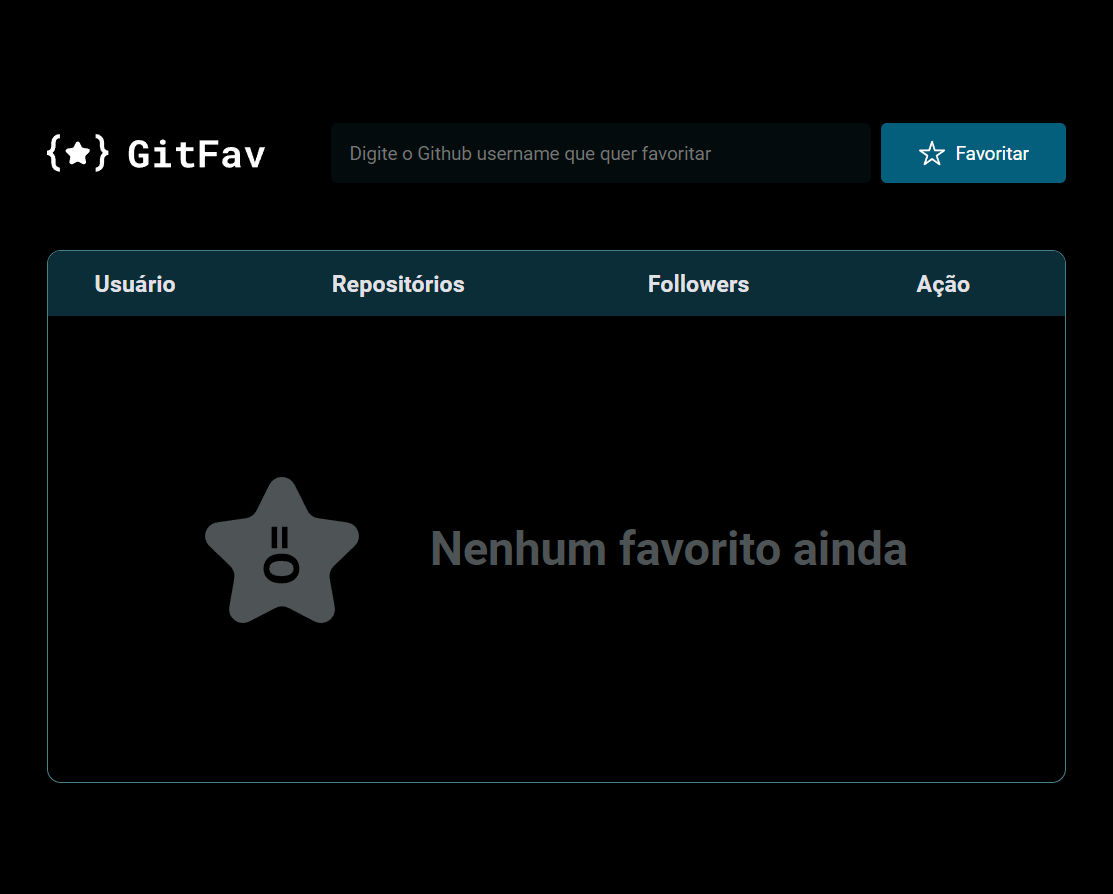 {★} GitFav
Digite o Github username que quer favoritar
Favoritar
Usuário Repositórios Followers Ação
Nenhum favorito ainda